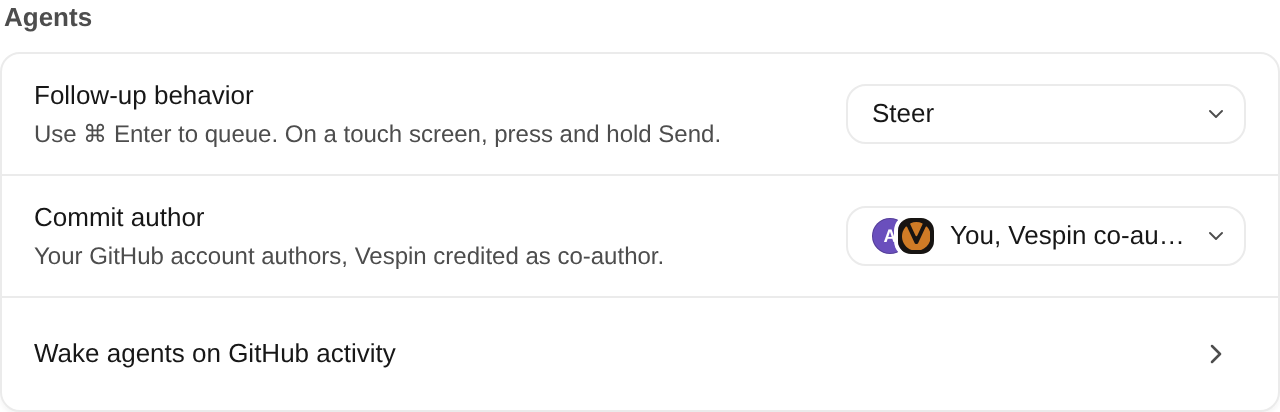 Agents
Follow-up behavior
Use ⌘ Enter to queue. On a touch screen, press and hold Send.
Steer
Commit author
Your GitHub account authors, Vespin credited as co-author.
A V You, Vespin co-au…
Wake agents on GitHub activity